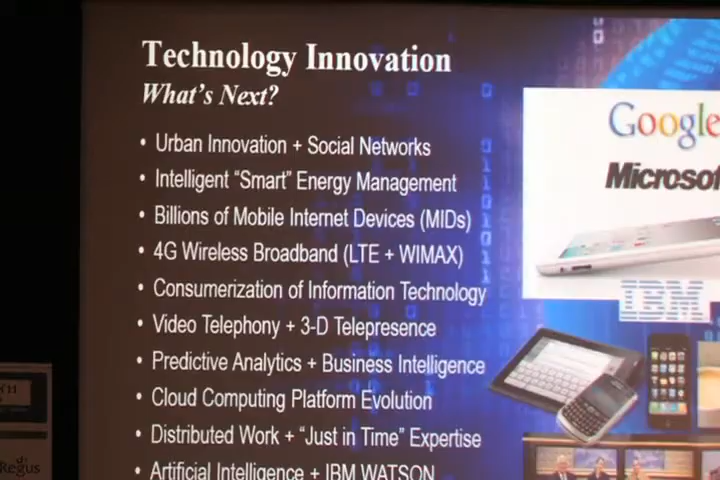 Technology Innovation
What's Next?
• Urban Innovation + Social Networks
• Intelligent “Smart” Energy Management
• Billions of Mobile Internet Devices (MIDs)
• 4G Wireless Broadband (LTE + WIMAX)
• Consumerization of Information Technology
• Video Telephony + 3-D Telepresence
• Predictive Analytics + Business Intelligence
• Cloud Computing Platform Evolution
• Distributed Work + “Just in Time” Expertise
• Artificial Intelligence + IBM WATSON
Google
Microsof
IBM
Regus